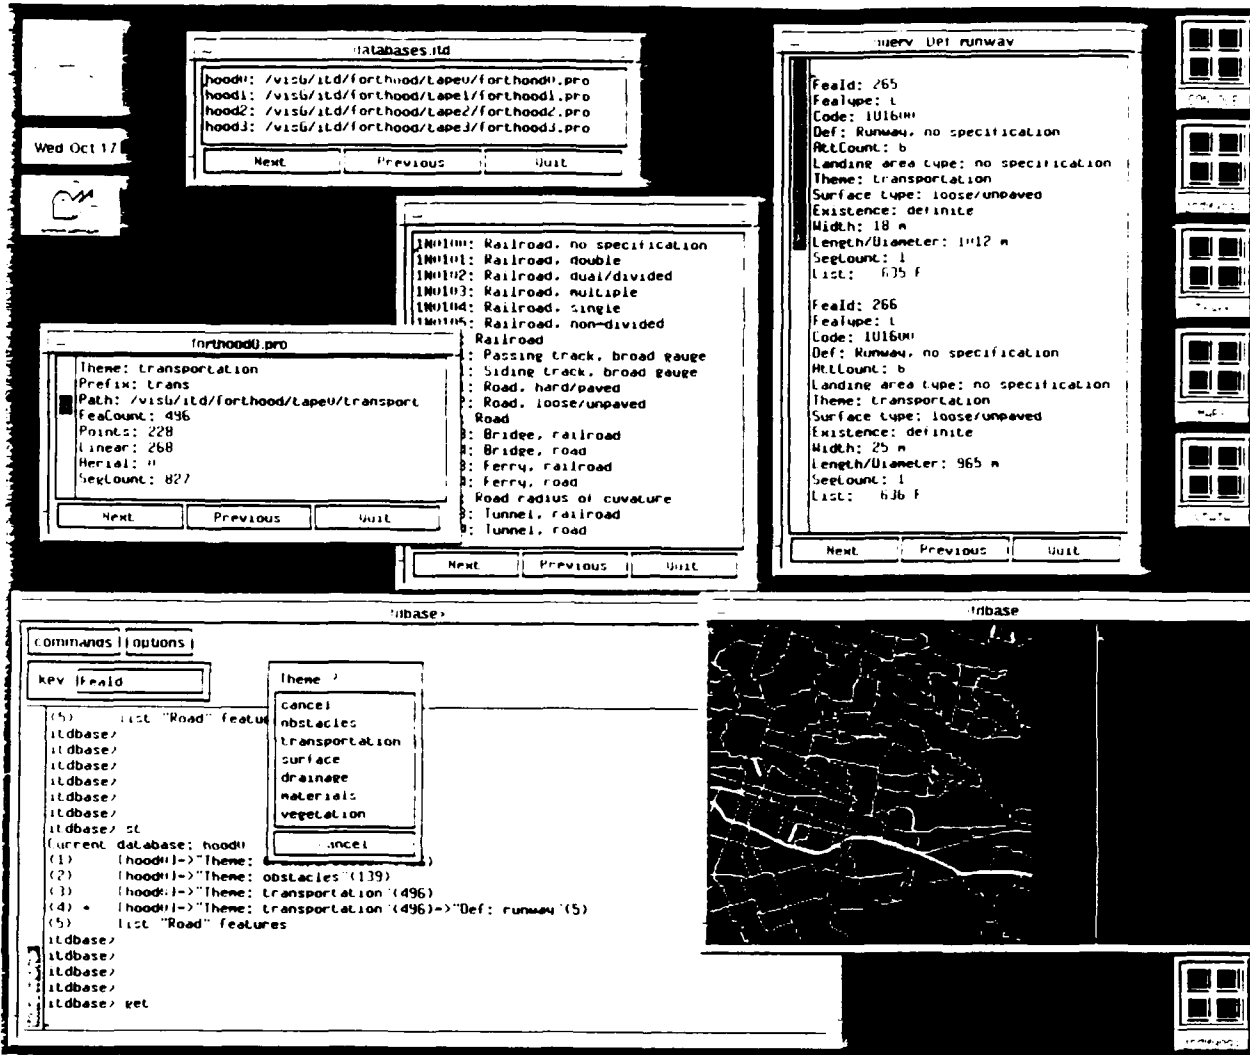 Wed Oct 17
databases.itd
hood0: /vis6/itd/forthood/tape0/forthood0.pro
hood1: /vis6/itd/forthood/tape1/forthood1.pro
hood2: /vis6/itd/forthood/tape2/forthood2.pro
hood3: /vis6/itd/forthood/tape3/forthood3.pro
Next Previous Quit
1N0100: Railroad, no specification
1N0101: Railroad, double
1N0102: Railroad, dual/divided
1N0103: Railroad, multiple
1N0104: Railroad, single
1N0105: Railroad, non-divided
Railroad
: Passing track, broad gauge
: Siding track, broad gauge
: Road, hard/paved
: Road, loose/unpaved
Road
: Bridge, railroad
: Bridge, road
: Ferry, railroad
: Ferry, road
Road radius of cuvature
: Tunnel, railroad
: Tunnel, road
Next Previous Quit
forthood0.pro
Theme: transportation
Prefix: trans
Path: /vis6/itd/forthood/tape0/transport
FeaCount: 496
Points: 228
Linear: 268
Aerial: 0
SegCount: 827
Next Previous Quit
query Def runway
FeaId: 265
FeaType: L
Code: 1U1600
Def: Runway, no specification
AttCount: 6
Landing area type: no specification
Theme: transportation
Surface type: loose/unpaved
Existence: definite
Width: 18 m
Length/Diameter: 1012 m
SegCount: 1
List: 635 F
FeaId: 266
FeaType: L
Code: 1U1600
Def: Runway, no specification
AttCount: 6
Landing area type: no specification
Theme: transportation
Surface type: loose/unpaved
Existence: definite
Width: 25 m
Length/Diameter: 965 m
SegCount: 1
List: 636 F
Next Previous Quit
itdbase>
commands options
key FeaId
(5) list "Road" featu
itdbase>
itdbase>
itdbase>
itdbase>
itdbase>
itdbase>
itdbase> st
Current database: hood0
(1) [hood0]->"Theme:
(2) [hood0]->"Theme: obstacles"(139)
(3) [hood0]->"Theme: transportation"(496)
(4) * [hood0]->"Theme: transportation"(496)->"Def: runway"(5)
(5) list "Road" features
itdbase>
itdbase>
itdbase>
itdbase>
itdbase> get
Theme ?
cancel
obstacles
transportation
surface
drainage
materials
vegetation
cancel
itdbase